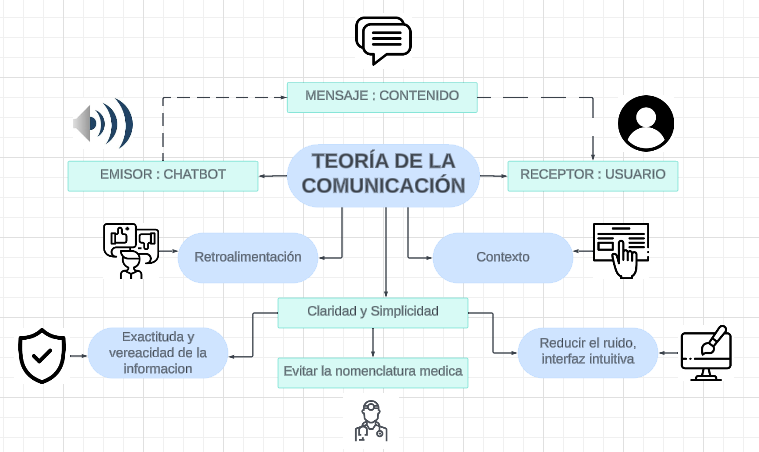 MENSAJE : CONTENIDO
EMISOR : CHATBOT
TEORÍA DE LA
COMUNICACIÓN
RECEPTOR : USUARIO
Retroalimentación
Contexto
Claridad y Simplicidad
Exactituda y
vereacidad de la
informacion
Evitar la nomenclatura medica
Reducir el ruido,
interfaz intuitiva